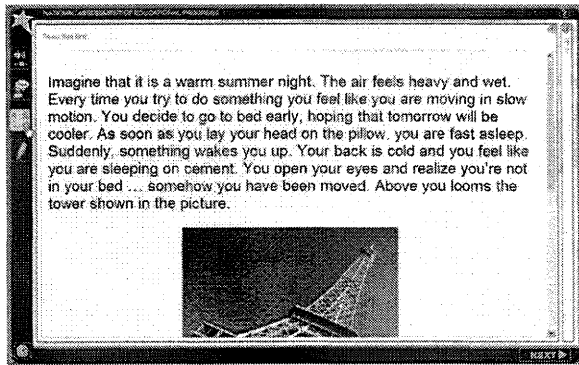 NATIONAL ASSESSMENT OF EDUCATIONAL PROGRESS
Imagine that it is a warm summer night. The air feels heavy and wet.
Every time you try to do something you feel like you are moving in slow
motion. You decide to go to bed early, hoping that tomorrow will be
cooler. As soon as you lay your head on the pillow, you are fast asleep.
Suddenly, something wakes you up. Your back is cold and you feel like
you are sleeping on cement. You open your eyes and realize you're not
in your bed ... somehow you have been moved. Above you looms the
tower shown in the picture.
NEXT